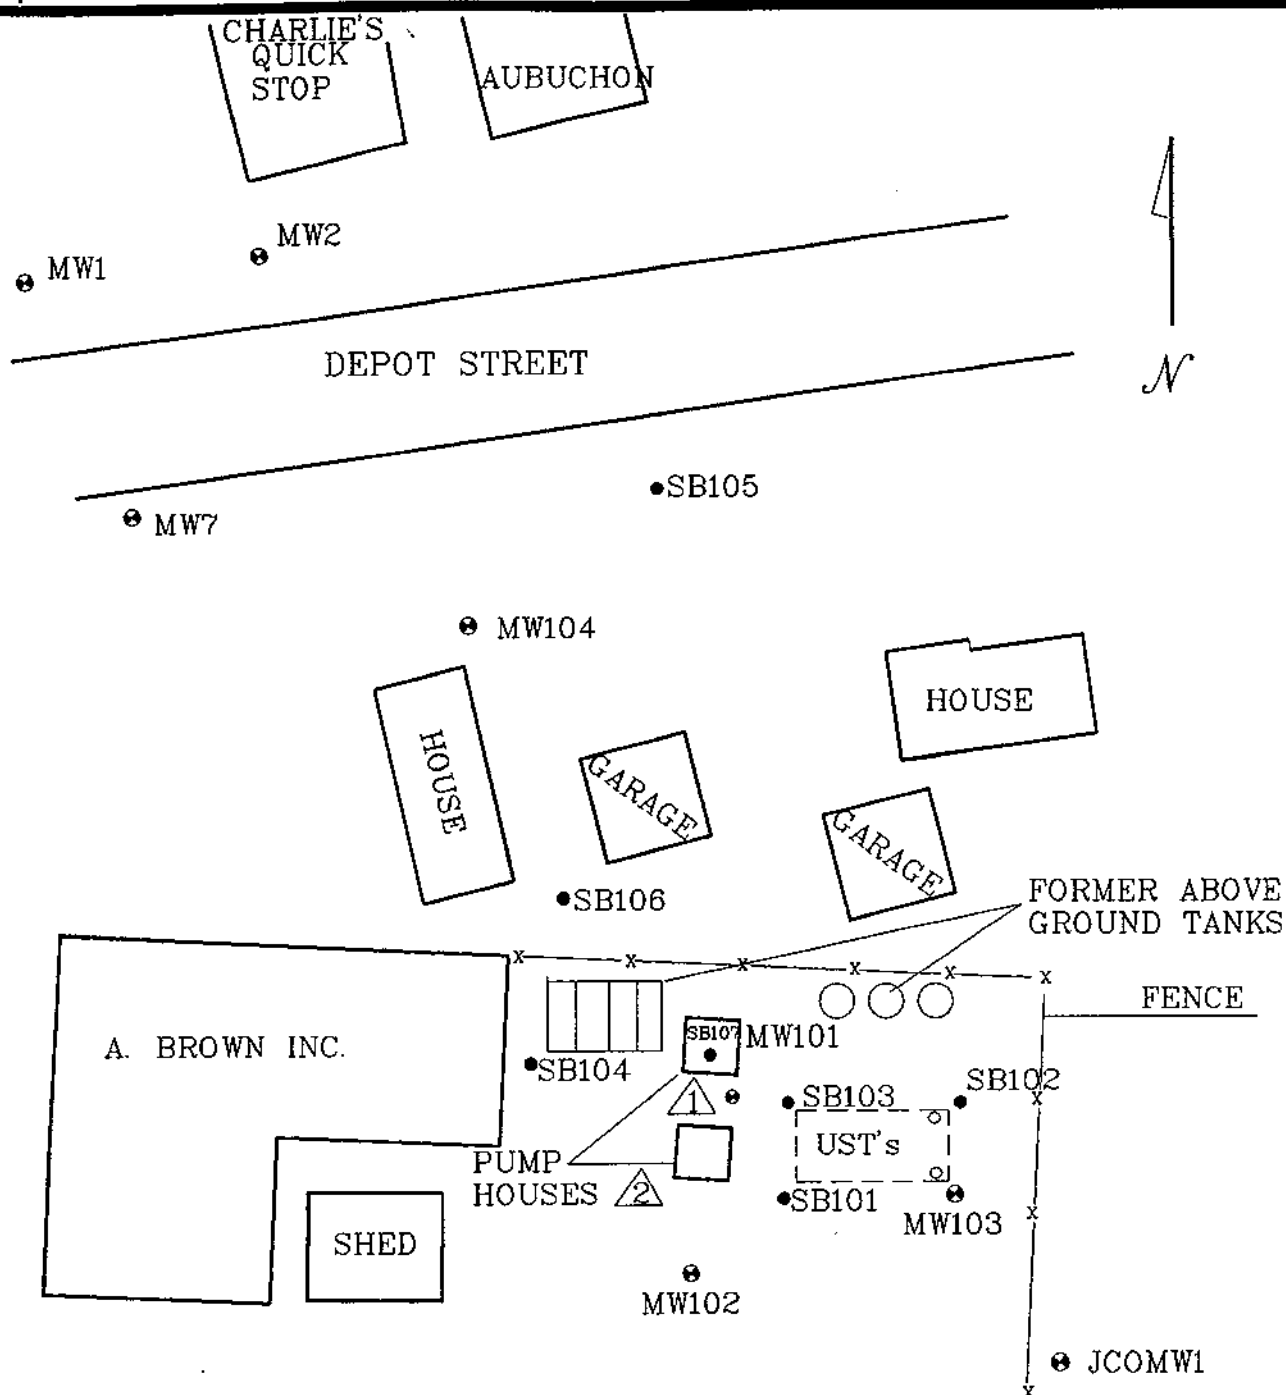 CHARLIE'S
QUICK
STOP
AUBUCHON
MW2
MW1
DEPOT STREET
N
SB105
MW7
MW104
HOUSE
HOUSE
GARAGE
GARAGE
SB106
FORMER ABOVE
GROUND TANKS
x x x x x x
FENCE
A. BROWN INC.
SB107
MW101
SB104
1
SB103
SB102
x
UST's
PUMP
HOUSES
2
SB101
MW103
x
SHED
MW102
JCOMW1
x